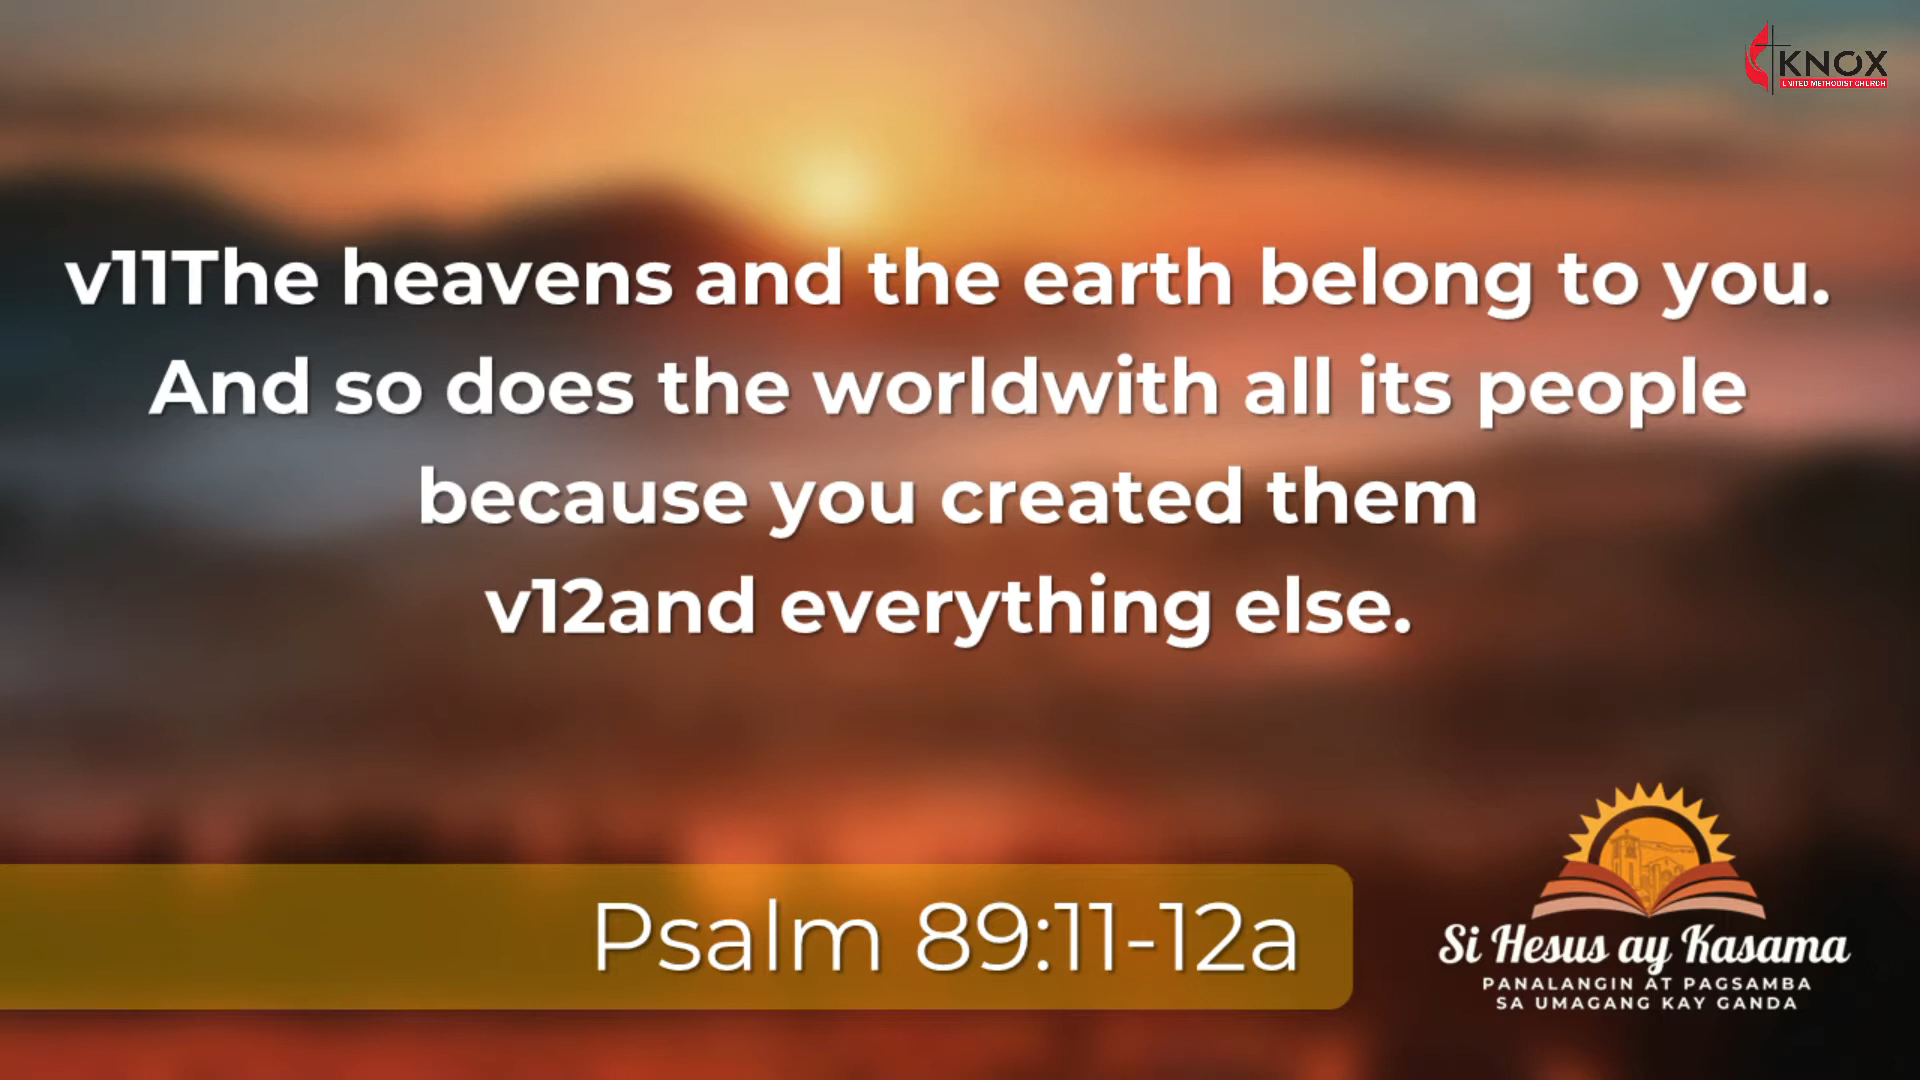 KNOX
UNITED METHODIST CHURCH
v11The heavens and the earth belong to you.
And so does the worldwith all its people
because you created them
v12and everything else.
Psalm 89:11-12a
Si Hesus ay Kasama
PANALANGIN AT PAGSAMBA
SA UMAGANG KAY GANDA